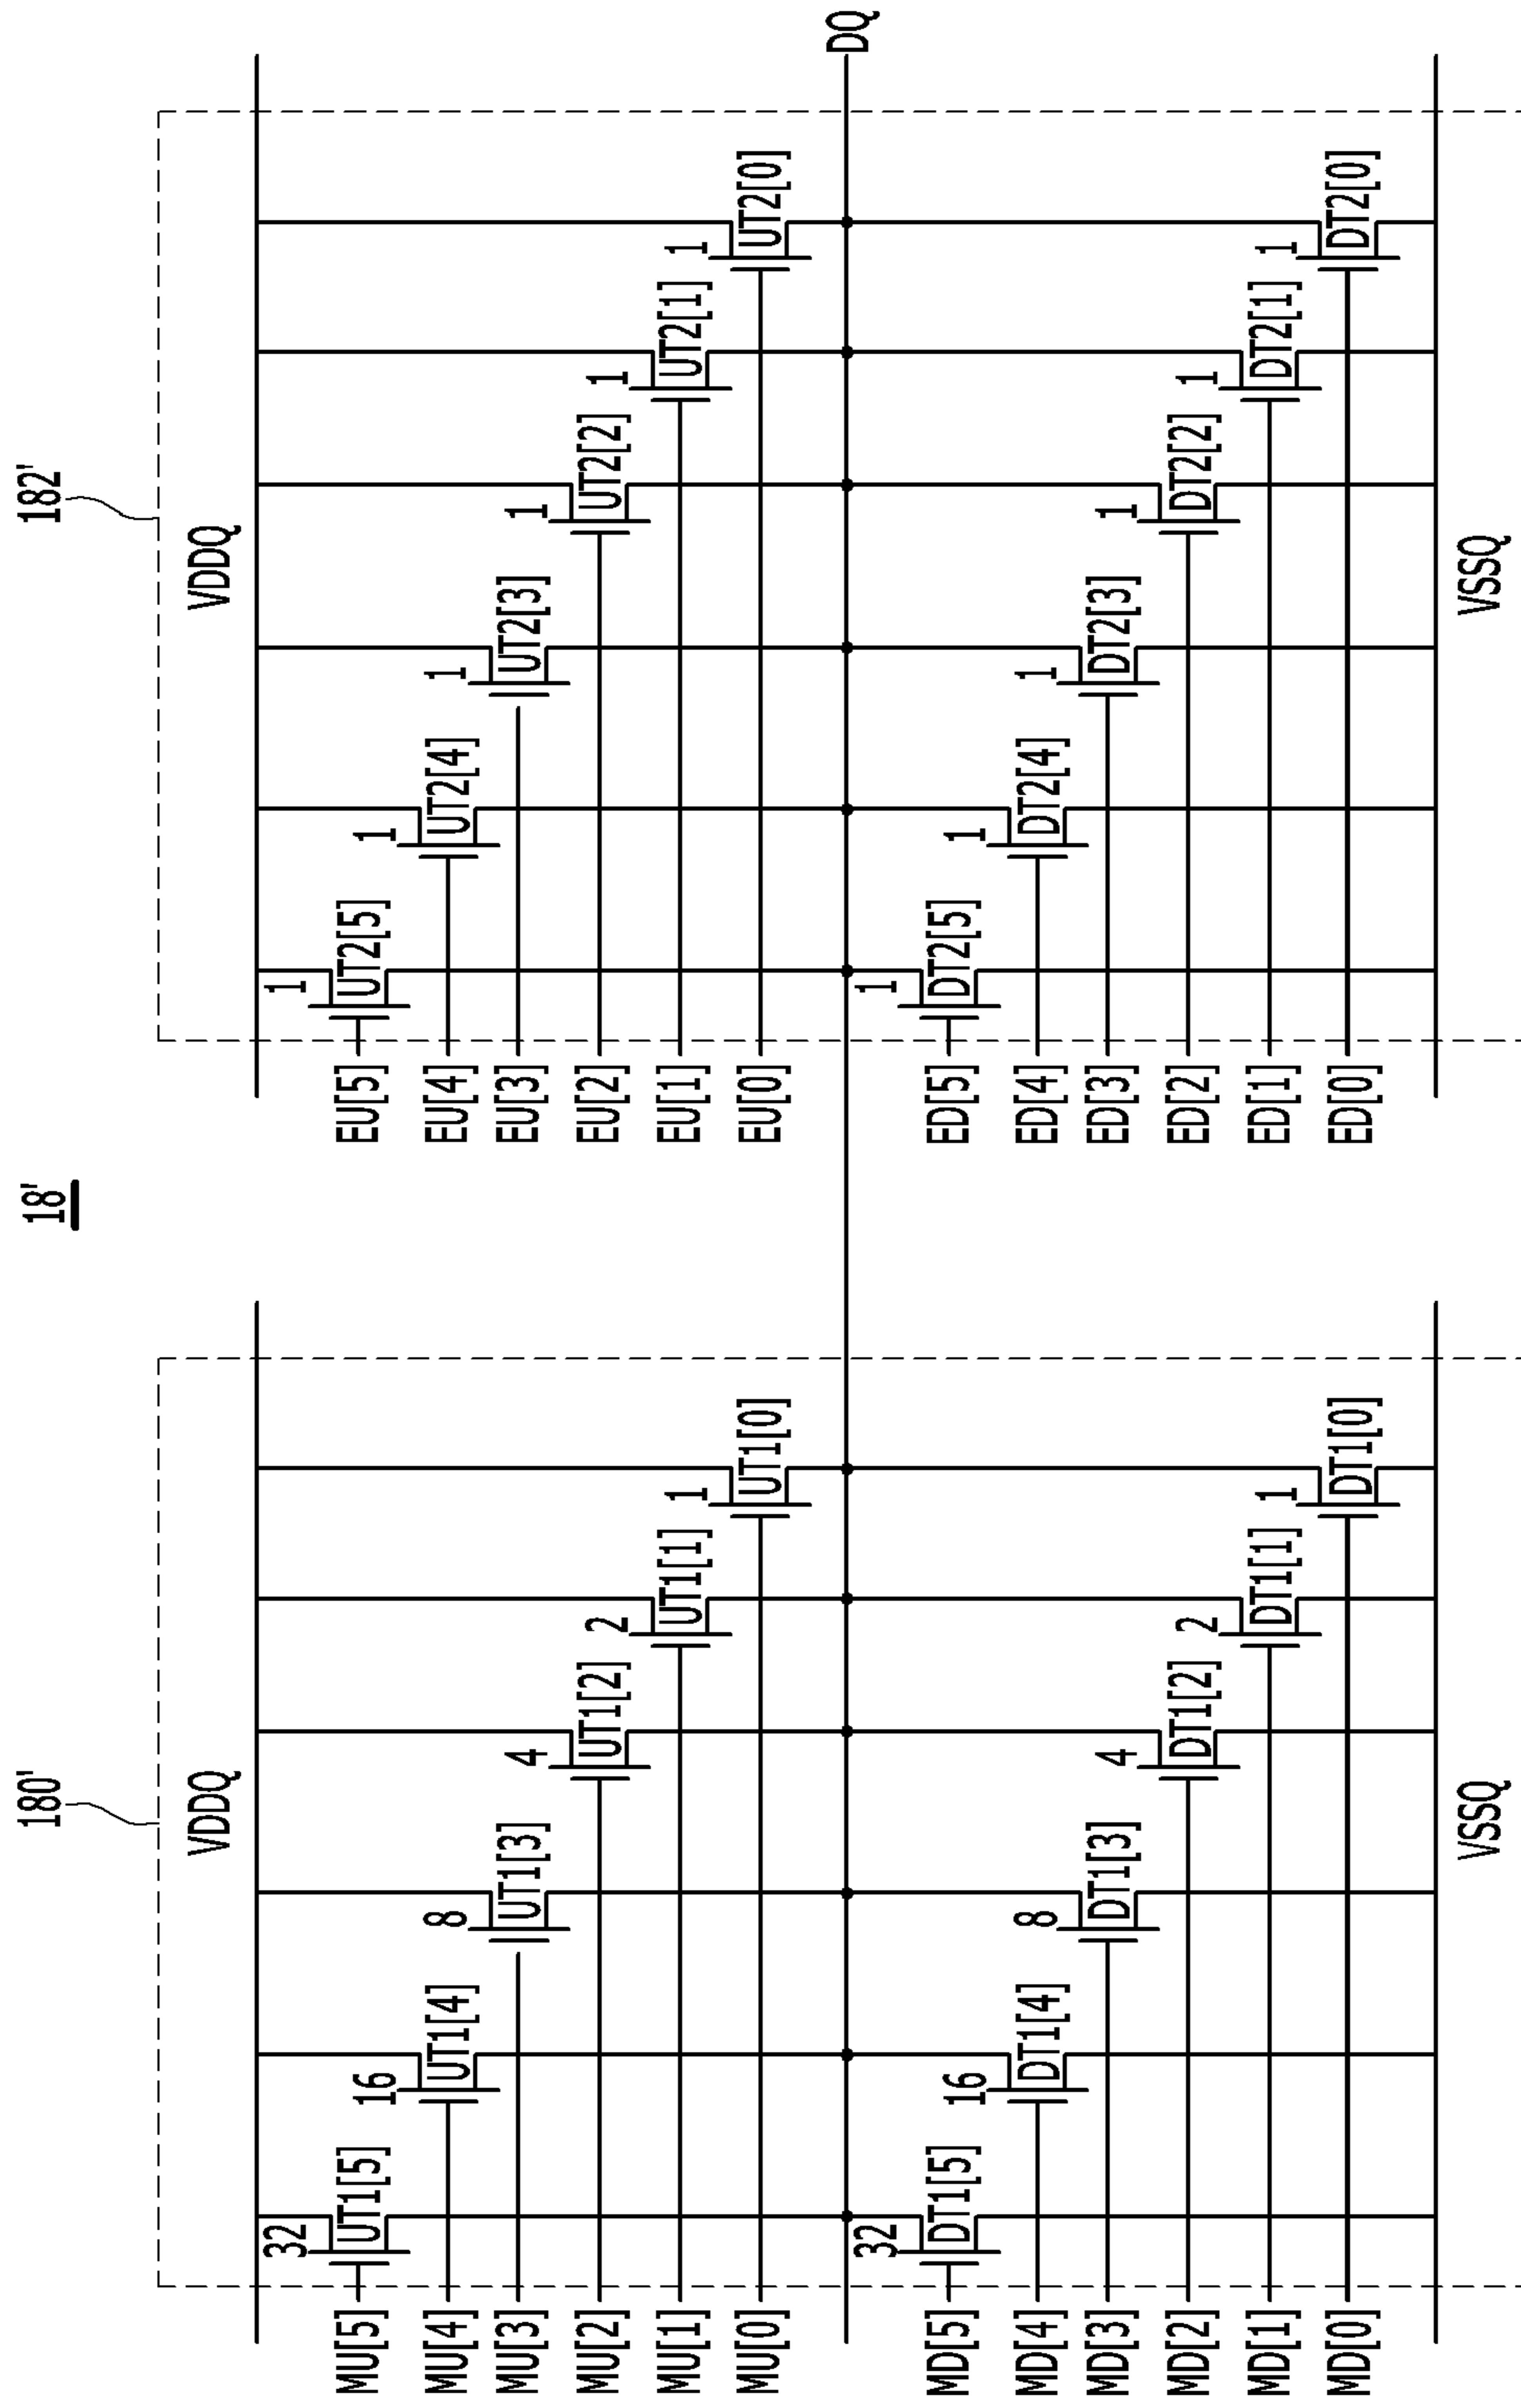 18'
180'
VDDQ
32
MU[5]
UT1[5]
16
MU[4]
UT1[4]
8
MU[3]
UT1[3]
4
MU[2]
UT1[2]
2
MU[1]
UT1[1]
1
MU[0]
UT1[0]
32
MD[5]
DT1[5]
16
MD[4]
DT1[4]
8
MD[3]
DT1[3]
4
MD[2]
DT1[2]
2
MD[1]
DT1[1]
1
MD[0]
DT1[0]
VSSQ
182'
VDDQ
1
EU[5]
UT2[5]
1
EU[4]
UT2[4]
1
EU[3]
UT2[3]
1
EU[2]
UT2[2]
1
EU[1]
UT2[1]
1
EU[0]
UT2[0]
DQ
1
ED[5]
DT2[5]
1
ED[4]
DT2[4]
1
ED[3]
DT2[3]
1
ED[2]
DT2[2]
1
ED[1]
DT2[1]
1
ED[0]
DT2[0]
VSSQ